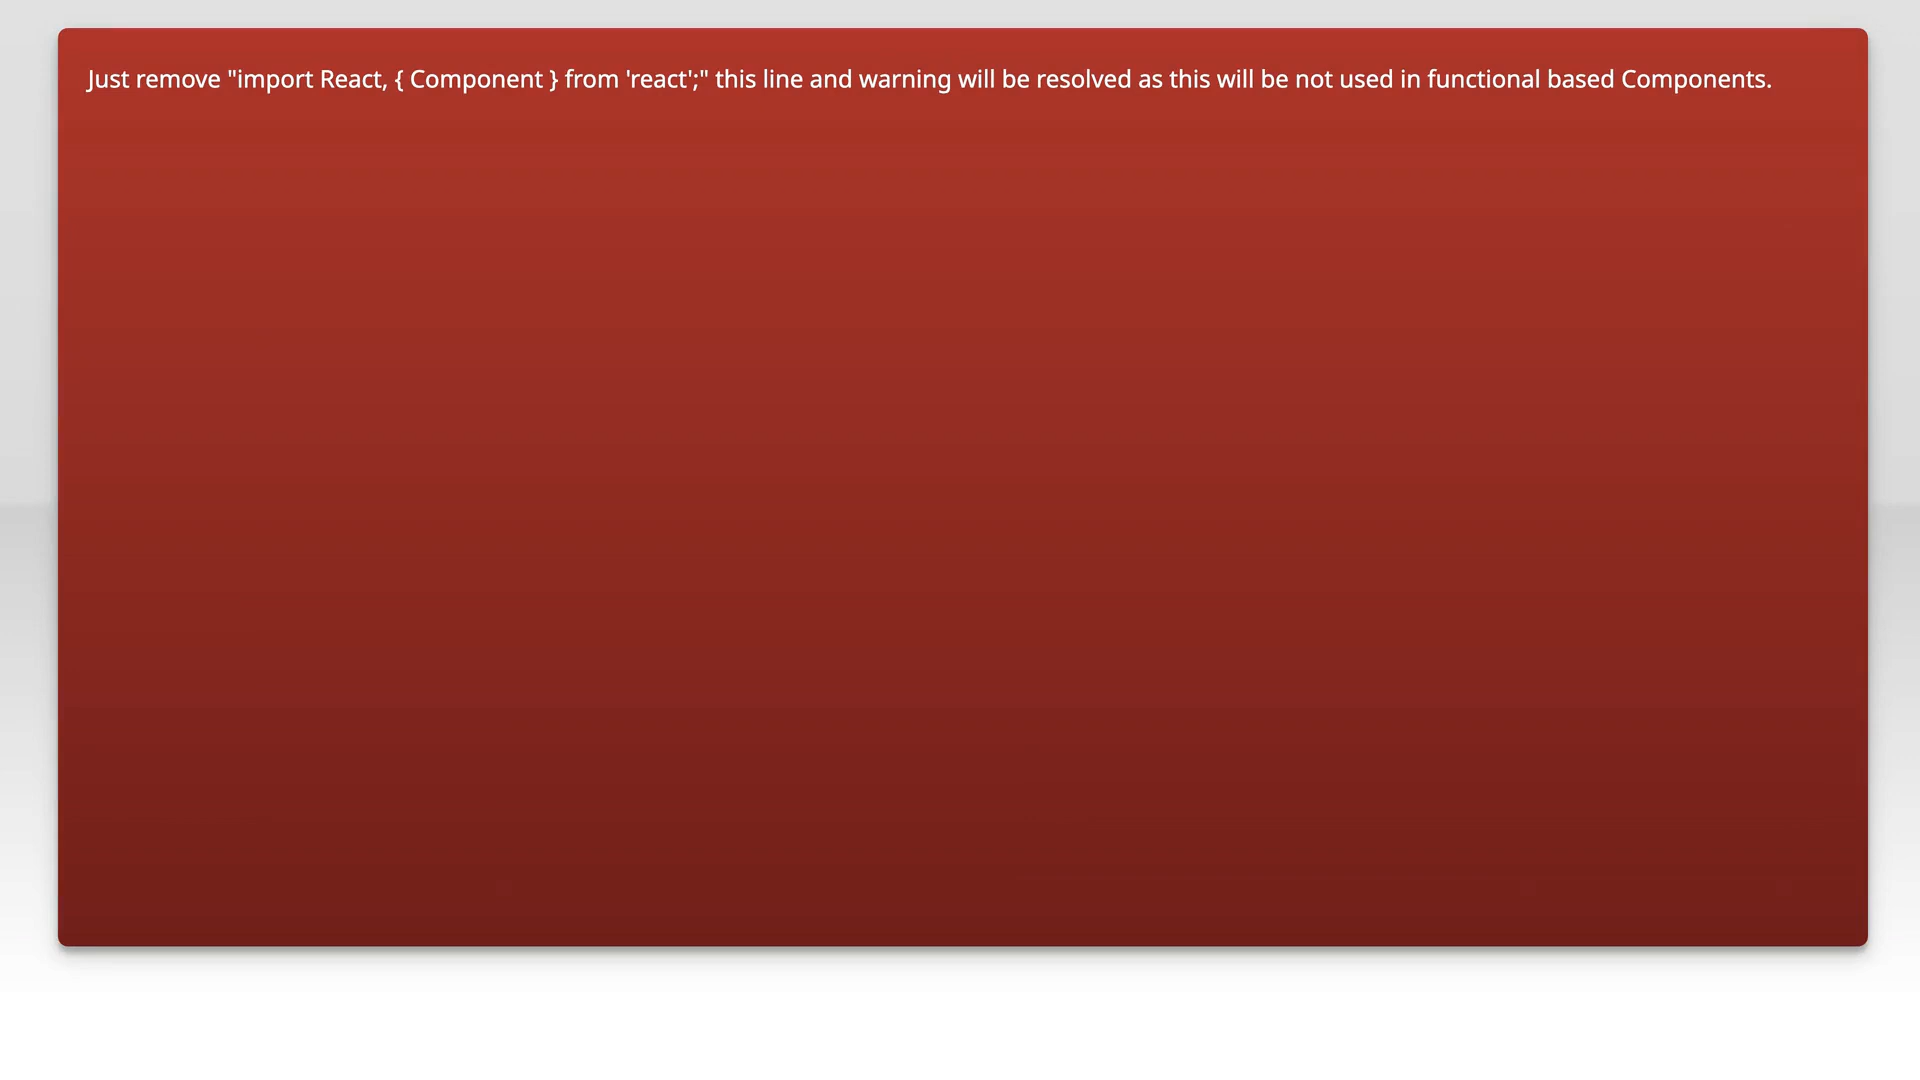 Just remove "import React, { Component } from 'react';" this line and warning will be resolved as this will be not used in functional based Components.